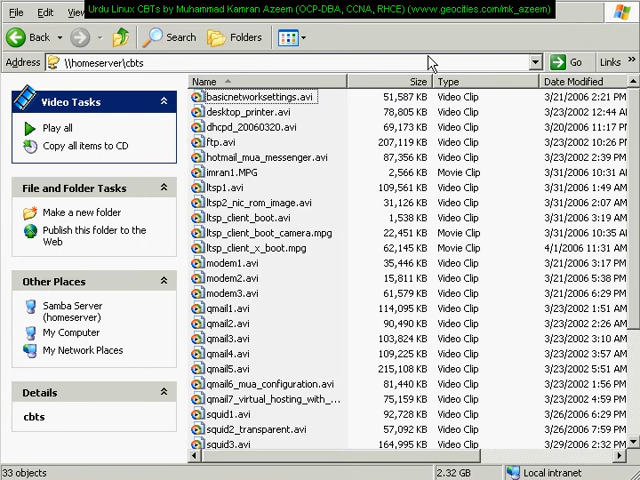 Urdu Linux CBTs by Muhammad Kamran Azeem (OCP-DBA, CCNA, RHCE) (www.geocities.com/mk_azeem)
File Edit
Back Search Folders
Address \\homeserver\cbts Go Links »
Video Tasks
Play all
Copy all items to CD
File and Folder Tasks
Make a new folder
Publish this folder to the
Web
Other Places
Samba Server
(homeserver)
My Computer
My Network Places
Details
cbts
Name Size Type Date Modified
basicnetworksettings.avi 51,587 KB Video Clip 3/21/2006 2:21 PM
desktop_printer.avi 78,805 KB Video Clip 3/23/2002 12:44 A
dhcpd_20060320.avi 69,173 KB Video Clip 3/20/2006 11:17 P
ftp.avi 207,119 KB Video Clip 3/23/2002 10:26 P
hotmail_mua_messenger.avi 87,356 KB Video Clip 3/23/2002 2:39 PM
imran1.MPG 2,566 KB Movie Clip 3/31/2006 10:31 A
ltsp1.avi 109,561 KB Video Clip 3/31/2006 1:49 AM
ltsp2_nic_rom_image.avi 31,126 KB Video Clip 3/31/2006 2:07 AM
ltsp_client_boot.avi 1,538 KB Video Clip 3/31/2006 3:19 AM
ltsp_client_boot_camera.mpg 22,451 KB Movie Clip 3/31/2006 10:35 A
ltsp_client_x_boot.mpg 62,145 KB Movie Clip 4/1/2006 11:31 AM
modem1.avi 35,446 KB Video Clip 3/21/2006 3:17 PM
modem2.avi 15,811 KB Video Clip 3/21/2006 5:38 PM
modem3.avi 61,579 KB Video Clip 3/21/2006 6:29 PM
qmail1.avi 114,095 KB Video Clip 3/23/2002 1:51 AM
qmail2.avi 90,490 KB Video Clip 3/23/2002 2:26 AM
qmail3.avi 103,824 KB Video Clip 3/23/2002 3:10 AM
qmail4.avi 109,225 KB Video Clip 3/23/2002 3:57 AM
qmail5.avi 215,108 KB Video Clip 3/23/2002 5:51 AM
qmail6_mua_configuration.avi 81,440 KB Video Clip 3/23/2002 1:56 PM
qmail7_virtual_hosting_with_... 75,159 KB Video Clip 3/23/2002 4:59 PM
squid1.avi 92,728 KB Video Clip 3/26/2006 6:29 PM
squid2_transparent.avi 57,092 KB Video Clip 3/26/2006 7:59 PM
squid3.avi 164,995 KB Video Clip 3/29/2006 2:32 PM
33 objects 2.32 GB Local intranet